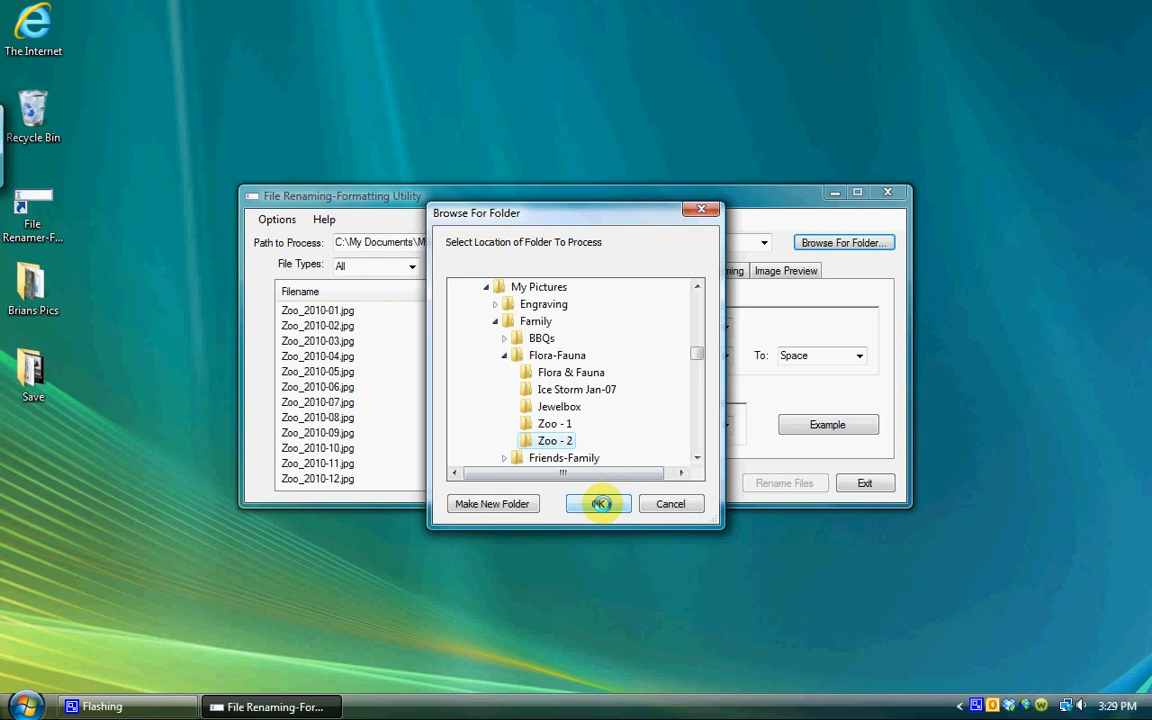 The Internet
Recycle Bin
File
Renamer-F...
Brians Pics
Save
File Renaming-Formatting Utility
Options Help
Path to Process: C:\My Documents\M
Browse For Folder...
File Types: All
Image Preview
Filename
Zoo_2010-01.jpg
Zoo_2010-02.jpg
Zoo_2010-03.jpg
Zoo_2010-04.jpg
Zoo_2010-05.jpg
Zoo_2010-06.jpg
Zoo_2010-07.jpg
Zoo_2010-08.jpg
Zoo_2010-09.jpg
Zoo_2010-10.jpg
Zoo_2010-11.jpg
Zoo_2010-12.jpg
To: Space
Example
Rename Files Exit
Browse For Folder
Select Location of Folder To Process
My Pictures
Engraving
Family
BBQs
Flora-Fauna
Flora & Fauna
Ice Storm Jan-07
Jewelbox
Zoo - 1
Zoo - 2
Friends-Family
Make New Folder Cancel
Flashing File Renaming-For... 3:29 PM